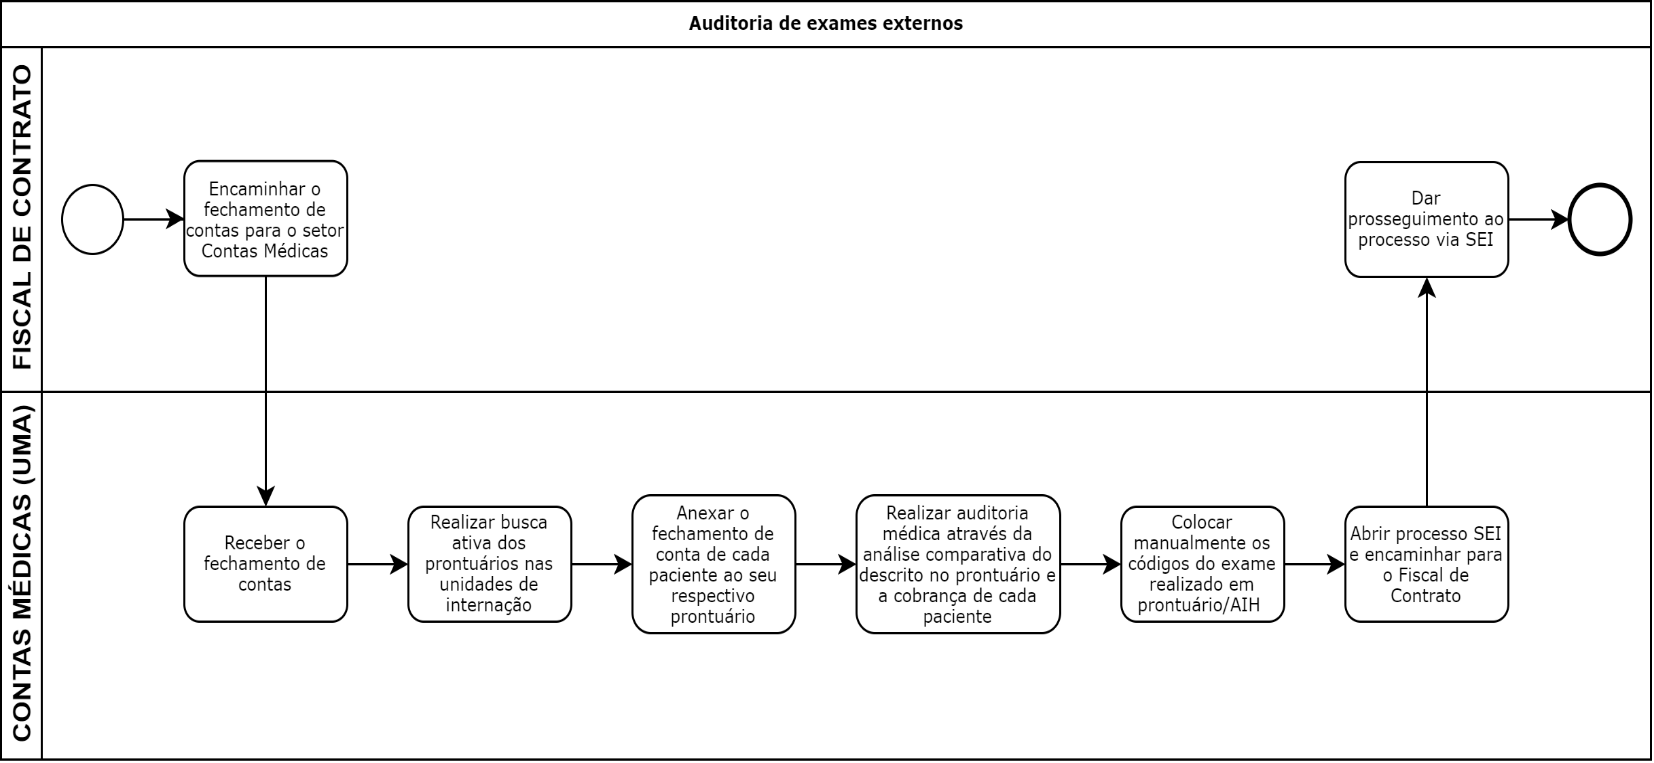 Auditoria de exames externos
FISCAL DE CONTRATO
Encaminhar o
fechamento de
contas para o setor
Contas Médicas
Dar
prosseguimento ao
processo via SEI
CONTAS MÉDICAS (UMA)
Receber o
fechamento de
contas
Realizar busca
ativa dos
prontuários nas
unidades de
internação
Anexar o
fechamento de
conta de cada
paciente ao seu
respectivo
prontuário
Realizar auditoria
médica através da
análise comparativa do
descrito no prontuário e
a cobrança de cada
paciente
Colocar
manualmente os
códigos do exame
realizado em
prontuário/AIH
Abrir processo SEI
e encaminhar para
o Fiscal de
Contrato